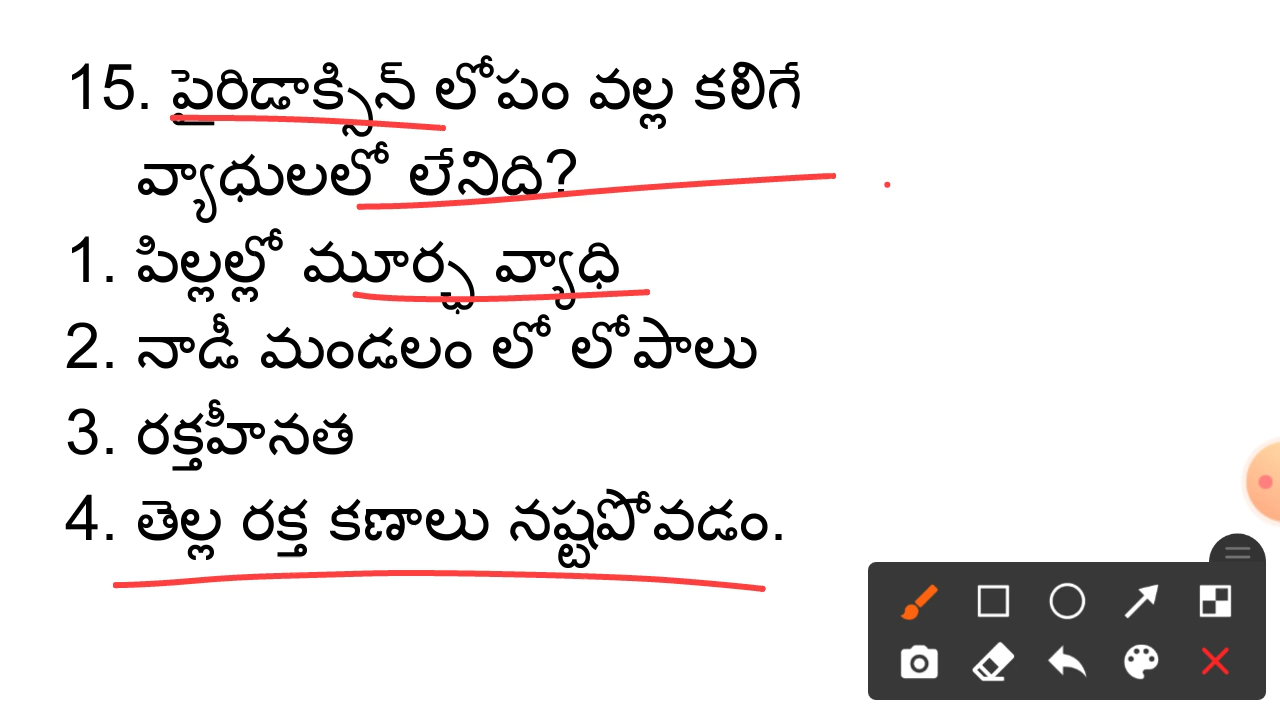 15. పైరిడాక్సిన్ లోపం వల్ల కలిగే
వ్యాధులలో లేనిది?
1. పిల్లల్లో మూర్ఛ వ్యాధి
2. నాడీ మండలం లో లోపాలు
3. రక్తహీనత
4. తెల్ల రక్త కణాలు నష్టపోవడం.